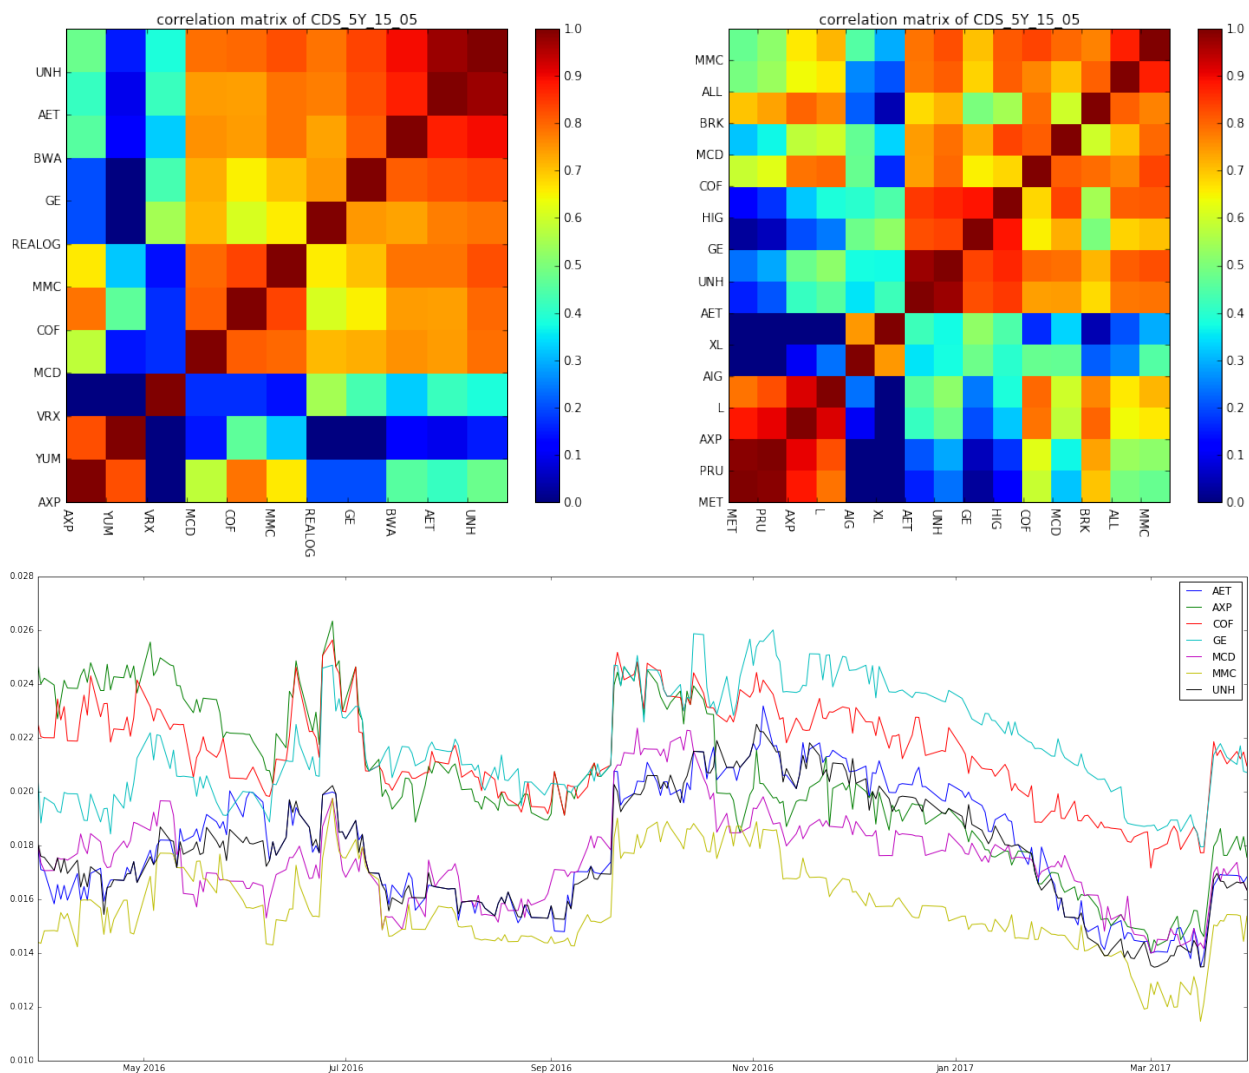 correlation matrix of CDS_5Y_15_05
UNH
AET
BWA
GE
REALOG
MMC
COF
MCD
VRX
YUM
AXP
AXP
YUM
VRX
MCD
COF
MMC
REALOG
GE
BWA
AET
UNH
1.0
0.9
0.8
0.7
0.6
0.5
0.4
0.3
0.2
0.1
0.0
correlation matrix of CDS_5Y_15_05
MMC
ALL
BRK
MCD
COF
HIG
GE
UNH
AET
XL
AIG
L
AXP
PRU
MET
MET
PRU
AXP
L
AIG
XL
AET
UNH
GE
HIG
COF
MCD
BRK
ALL
MMC
1.0
0.9
0.8
0.7
0.6
0.5
0.4
0.3
0.2
0.1
0.0
0.028
0.026
0.024
0.022
0.020
0.018
0.016
0.014
0.012
0.010
AET
AXP
COF
GE
MCD
MMC
UNH
May 2016 Jul 2016 Sep 2016 Nov 2016 Jan 2017 Mar 2017